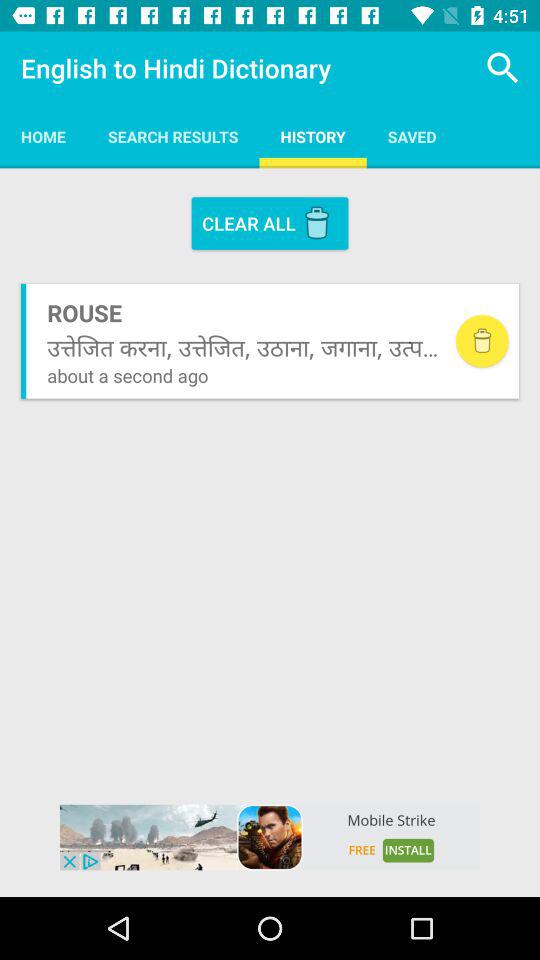 4:51
English to Hindi Dictionary
HOME SEARCH RESULTS HISTORY SAVED
CLEAR ALL
ROUSE
उत्तेजित करना, उत्तेजित, उठाना, जगाना, उत्प...
about a second ago
Mobile Strike
FREE INSTALL